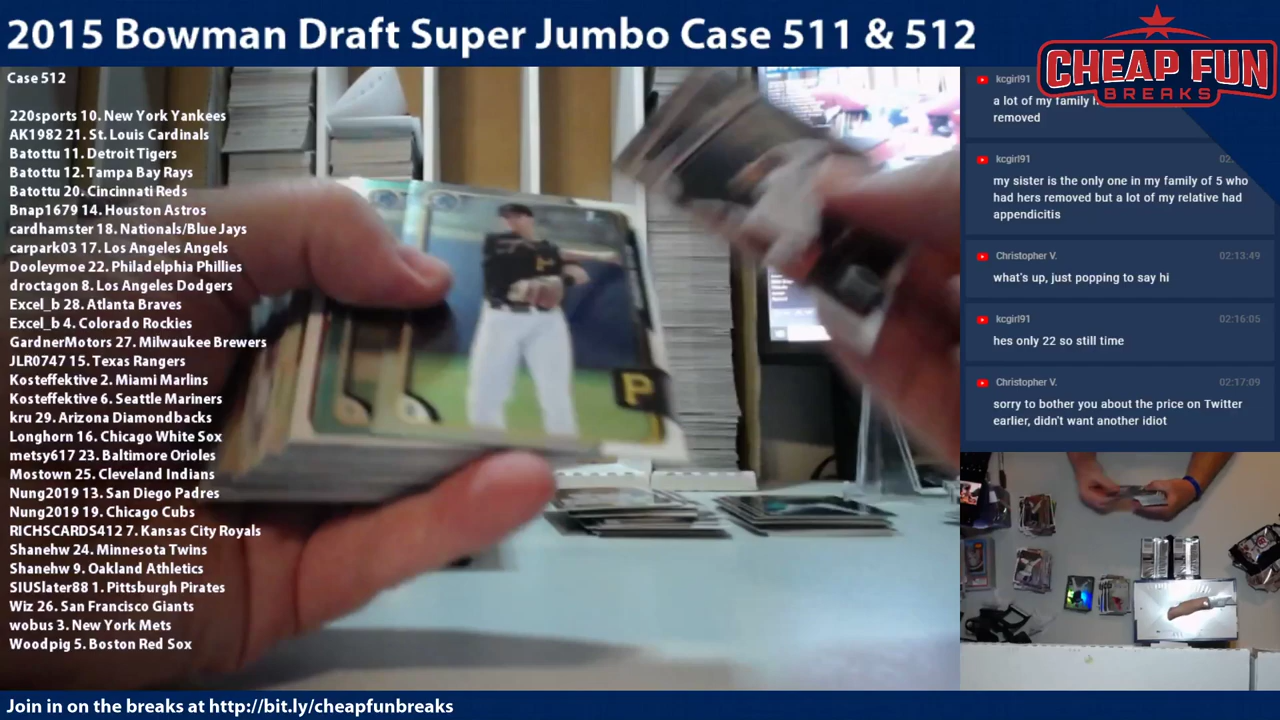 2015 Bowman Draft Super Jumbo Case 511 & 512
CHEAP FUN
BREAKS
Case 512
220sports 10. New York Yankees
AK1982 21. St. Louis Cardinals
Batottu 11. Detroit Tigers
Batottu 12. Tampa Bay Rays
Batottu 20. Cincinnati Reds
Bnap1679 14. Houston Astros
cardhamster 18. Nationals/Blue Jays
carpark03 17. Los Angeles Angels
Dooleymoe 22. Philadelphia Phillies
droctagon 8. Los Angeles Dodgers
Excel_b 28. Atlanta Braves
Excel_b 4. Colorado Rockies
GardnerMotors 27. Milwaukee Brewers
JLR0747 15. Texas Rangers
Kosteffektive 2. Miami Marlins
Kosteffektive 6. Seattle Mariners
kru 29. Arizona Diamondbacks
Longhorn 16. Chicago White Sox
metsy617 23. Baltimore Orioles
Mostown 25. Cleveland Indians
Nung2019 13. San Diego Padres
Nung2019 19. Chicago Cubs
RICHSCARDS412 7. Kansas City Royals
Shanehw 24. Minnesota Twins
Shanehw 9. Oakland Athletics
SIUSlater88 1. Pittsburgh Pirates
Wiz 26. San Francisco Giants
wobus 3. New York Mets
Woodpig 5. Boston Red Sox
P
kcgirl91
a lot of my family
removed
kcgirl91
my sister is the only one in my family of 5 who
had hers removed but a lot of my relative had
appendicitis
Christopher V. 02:13:49
what's up, just popping to say hi
kcgirl91 02:16:05
hes only 22 so still time
Christopher V. 02:17:09
sorry to bother you about the price on Twitter
earlier, didn't want another idiot
Join in on the breaks at http://bit.ly/cheapfunbreaks